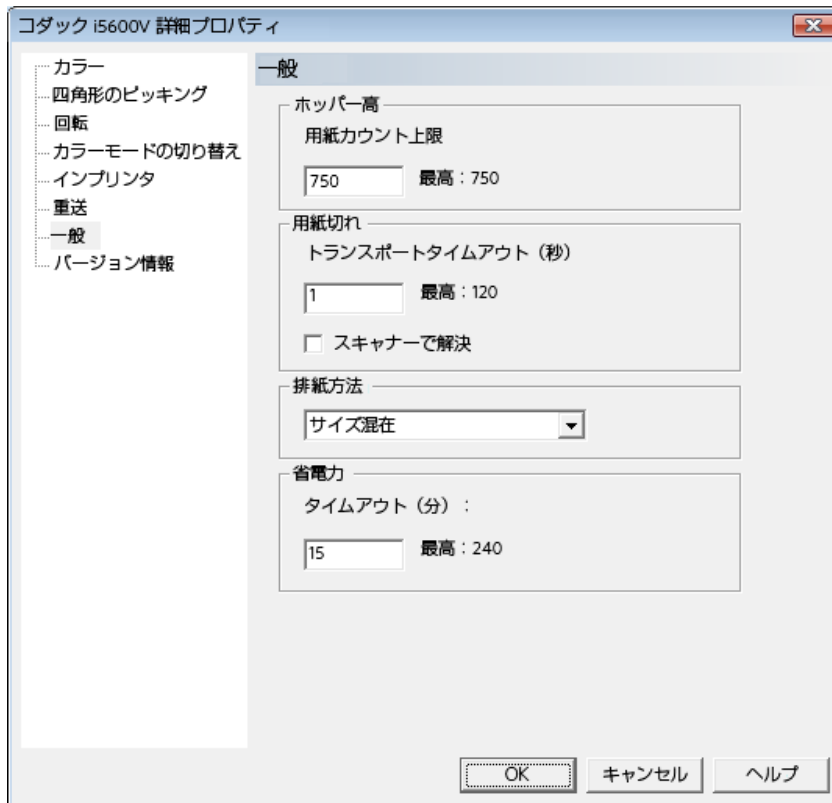 コダック i5600V 詳細プロパティ
カラー
四角形のピッキング
回転
カラーモードの切り替え
インプリンタ
重送
一般
バージョン情報
一般
ホッパー高
用紙カウント上限
750 最高：750
用紙切れ
トランスポートタイムアウト（秒）
1 最高：120
スキャナーで解決
排紙方法
サイズ混在
省電力
タイムアウト（分）：
15 最高：240
OK キャンセル ヘルプ